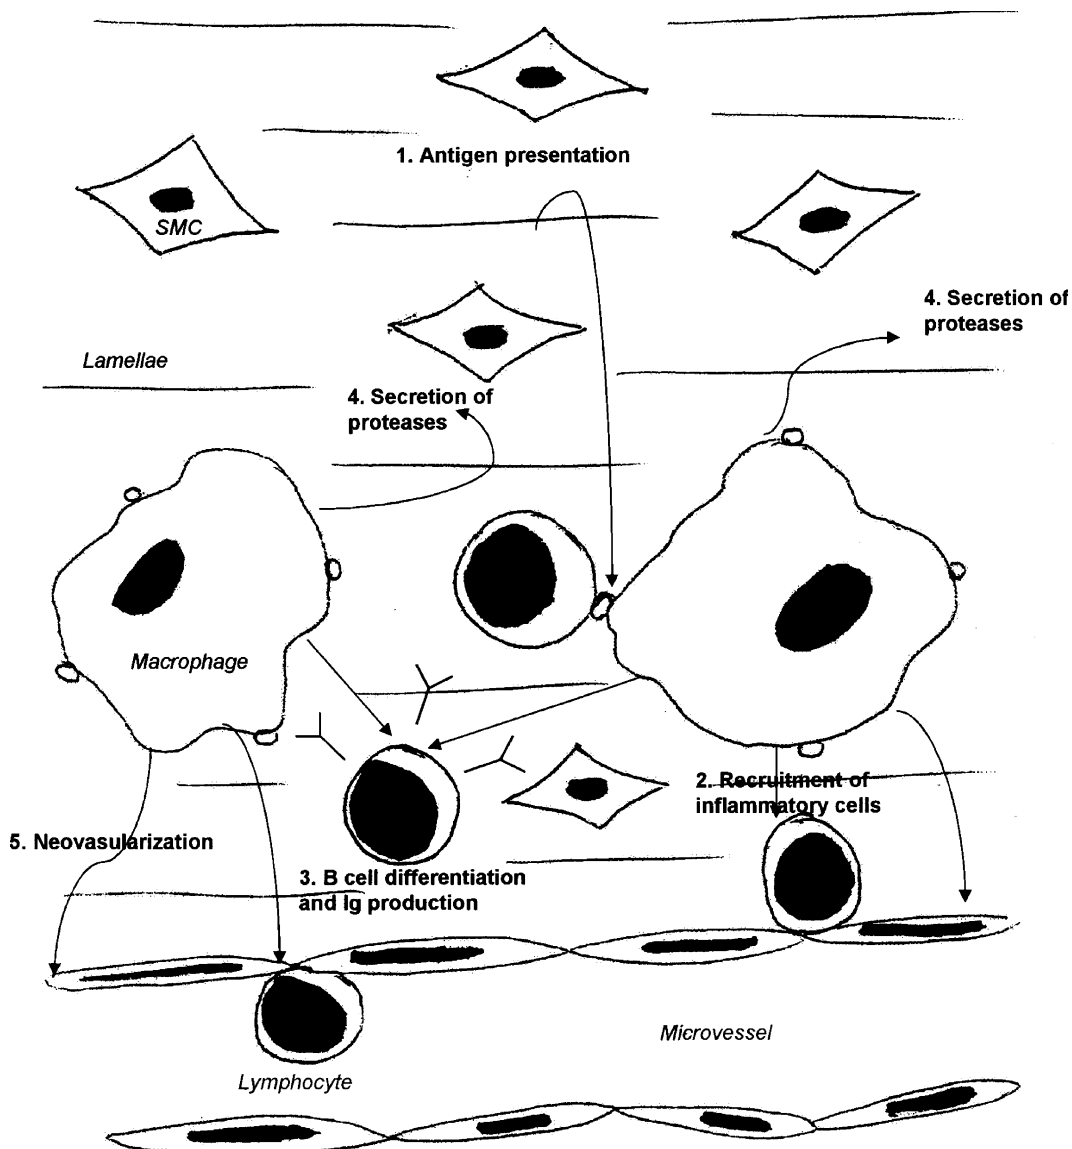 1. Antigen presentation
SMC
4. Secretion of
proteases
Lamellae
4. Secretion of
proteases
Macrophage
2. Recruitment of
inflammatory cells
5. Neovasularization
3. B cell differentiation
and Ig production
Microvessel
Lymphocyte